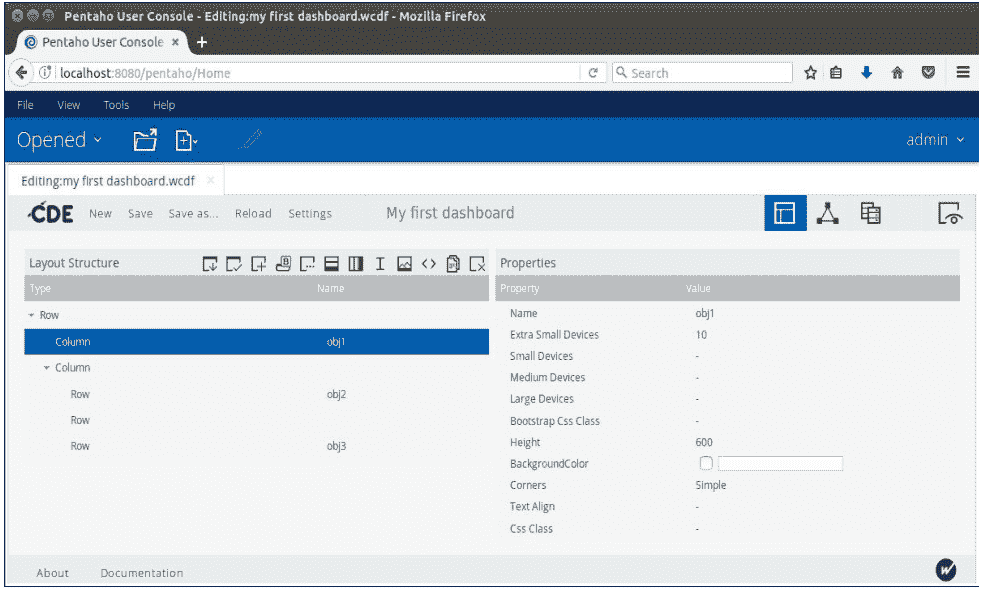 Pentaho User Console - Editing:my first dashboard.wcdf - Mozilla Firefox
Pentaho User Console × +
localhost:8080/pentaho/Home Search
File View Tools Help
Opened admin
Editing:my first dashboard.wcdf ×
CDE New Save Save as... Reload Settings My first dashboard
Layout Structure Properties
Type Name Property Value
Row Name obj1
Column obj1 Extra Small Devices 10
Column Small Devices -
Row obj2 Medium Devices -
Row Large Devices -
Row obj3 Bootstrap Css Class -
Height 600
BackgroundColor
Corners Simple
Text Align -
Css Class -
About Documentation